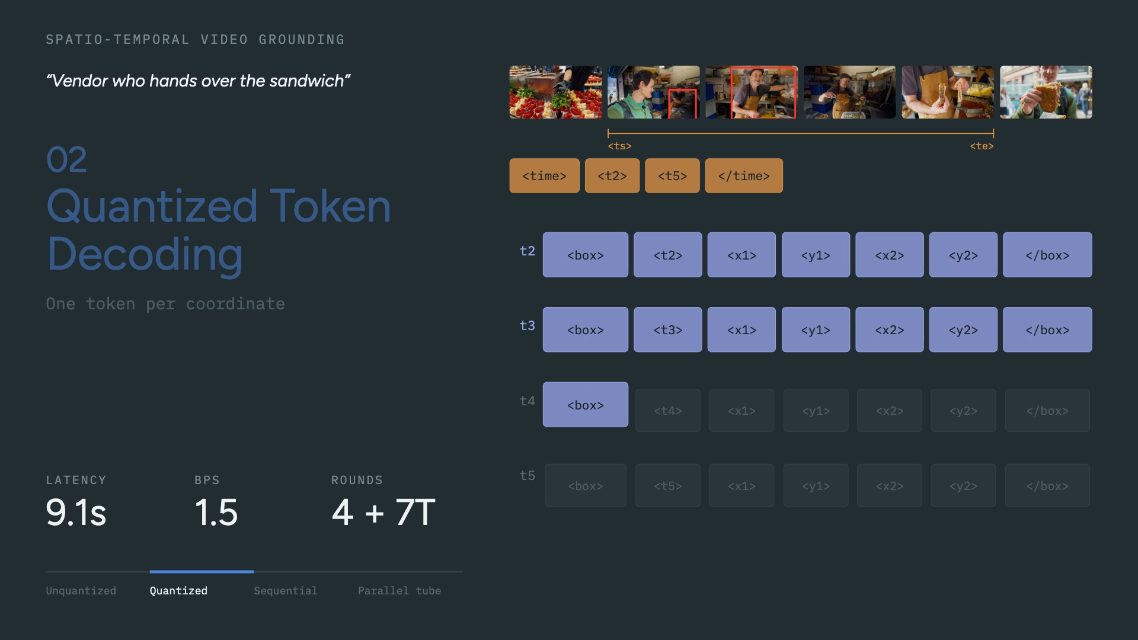 SPATIO-TEMPORAL VIDEO GROUNDING
“Vendor who hands over the sandwich”
02
Quantized Token
Decoding
One token per coordinate
LATENCY BPS ROUNDS
9.1s 1.5 4 + 7T
Unquantized Quantized Sequential Parallel tube
<ts> <te>
<time> <t2> <t5> </time>
t2 <box> <t2> <x1> <y1> <x2> <y2> </box>
t3 <box> <t3> <x1> <y1> <x2> <y2> </box>
t4 <box> <t4> <x1> <y1> <x2> <y2> </box>
t5 <box> <t5> <x1> <y1> <x2> <y2> </box>